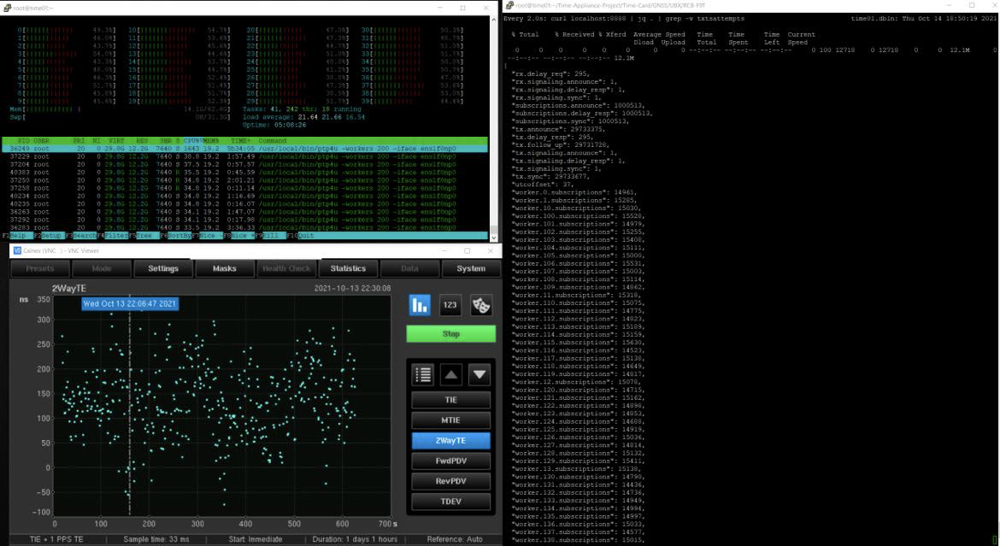 root@time01:~
0[ 49.3%] 10[ 54.7%] 20[ 47.0%] 30[ 50.3%]
1[ 44.0%] 11[ 53.6%] 21[ 47.3%] 31[ 48.7%]
2[ 43.7%] 12[ 52.6%] 22[ 44.0%] 32[ 51.0%]
3[ 54.0%] 13[ 44.6%] 23[ 51.0%] 33[ 51.7%]
4[ 43.3%] 14[ 53.7%] 24[ 48.0%] 34[ 50.0%]
5[ 48.0%] 15[ 44.7%] 25[ 41.2%] 35[ 50.7%]
6[ 46.3%] 16[ 52.3%] 26[ 38.5%] 36[ 47.0%]
7[ 51.7%] 17[ 51.4%] 27[ 47.3%] 37[ 53.6%]
8[ 45.6%] 18[ 51.7%] 28[ 38.9%] 38[ 53.0%]
9[ 45.6%] 19[ 52.3%] 29[ 51.7%] 39[ 44.4%]
Mem[ 14.1G/62.6G] Tasks: 41, 242 thr; 18 running
Swp[ 0K/31.3G] Load average: 21.64 21.66 16.54
Uptime: 05:08:26
PID USER PRI NI VIRT RES SHR S CPU% MEM% TIME+ Command
36249 root 20 0 29.8G 12.2G 7640 S 1643 19.2 3h34:05 /usr/local/bin/ptp4u -workers 200 -iface ens1f0np0
37229 root 20 0 29.8G 12.2G 7640 S 38.8 19.2 1:57.49 /usr/local/bin/ptp4u -workers 200 -iface ens1f0np0
37204 root 20 0 29.8G 12.2G 7640 S 37.5 19.2 0:57.57 /usr/local/bin/ptp4u -workers 200 -iface ens1f0np0
40383 root 20 0 29.8G 12.2G 7640 R 35.5 19.2 0:45.59 /usr/local/bin/ptp4u -workers 200 -iface ens1f0np0
37250 root 20 0 29.8G 12.2G 7640 R 34.8 19.2 2:01.21 /usr/local/bin/ptp4u -workers 200 -iface ens1f0np0
37258 root 20 0 29.8G 12.2G 7640 R 34.8 19.2 0:11.14 /usr/local/bin/ptp4u -workers 200 -iface ens1f0np0
40234 root 20 0 29.8G 12.2G 7640 S 34.8 19.2 1:16.69 /usr/local/bin/ptp4u -workers 200 -iface ens1f0np0
40235 root 20 0 29.8G 12.2G 7640 S 34.8 19.2 0:16.07 /usr/local/bin/ptp4u -workers 200 -iface ens1f0np0
36263 root 20 0 29.8G 12.2G 7640 S 34.1 19.2 1:47.07 /usr/local/bin/ptp4u -workers 200 -iface ens1f0np0
37292 root 20 0 29.8G 12.2G 7640 S 34.1 19.2 0:17.98 /usr/local/bin/ptp4u -workers 200 -iface ens1f0np0
36283 root 20 0 29.8G 12.2G 7640 S 33.5 19.2 3:36.33 /usr/local/bin/ptp4u -workers 200 -iface ens1f0np0
F1Help F2Setup F3Search F4Filter F5Tree F6SortBy F7Nice - F8Nice + F9Kill F10Quit
Calnex (VNC ) - VNC Viewer
Presets Mode Settings Masks Health Check Statistics Data System
2WayTE 2021-10-13 22:30:08
ns
Wed Oct 13 22:06:47 2021
350
300
250
200
150
100
50
0
-50
-100
0 100 200 300 400 500 600 700 s
123
Stop
TIE
MTIE
2WayTE
FwdPDV
RevPDV
TDEV
TIE + 1 PPS TE | Sample time: 33 ms | Start: Immediate | Duration: 1 days 1 hours | Reference: Auto
root@time01:~/Time-Appliance-Project/Time-Card/GNSS/UBX/RCB-F9T
Every 2.0s: curl localhost:8888 | jq . | grep -v txtsattempts time01.dbln: Thu Oct 14 18:50:19 2021
% Total % Received % Xferd Average Speed Time Time Time Current
Dload Upload Total Spent Left Speed
0 0 0 0 0 0 0 0 --:--:-- --:--:-- --:--:-- 0 100 12718 0 12718 0 0 12.1M 0
--:--:-- --:--:-- --:--:-- 12.1M
{
"rx.delay_req": 295,
"rx.signaling.announce": 1,
"rx.signaling.delay_resp": 1,
"rx.signaling.sync": 1,
"subscriptions.announce": 1000513,
"subscriptions.delay_resp": 1000513,
"subscriptions.sync": 1000513,
"tx.announce": 29733375,
"tx.delay_resp": 295,
"tx.follow_up": 29731728,
"tx.signaling.announce": 1,
"tx.signaling.delay_resp": 1,
"tx.signaling.sync": 1,
"tx.sync": 29733677,
"utcoffset": 37,
"worker.0.subscriptions": 14961,
"worker.1.subscriptions": 15285,
"worker.10.subscriptions": 15030,
"worker.100.subscriptions": 15528,
"worker.101.subscriptions": 14979,
"worker.102.subscriptions": 15255,
"worker.103.subscriptions": 15408,
"worker.104.subscriptions": 15111,
"worker.105.subscriptions": 15000,
"worker.106.subscriptions": 15531,
"worker.107.subscriptions": 15003,
"worker.108.subscriptions": 15114,
"worker.109.subscriptions": 14862,
"worker.11.subscriptions": 15318,
"worker.110.subscriptions": 15075,
"worker.111.subscriptions": 14775,
"worker.112.subscriptions": 14823,
"worker.113.subscriptions": 15189,
"worker.114.subscriptions": 15159,
"worker.115.subscriptions": 15630,
"worker.116.subscriptions": 14523,
"worker.117.subscriptions": 15138,
"worker.118.subscriptions": 14649,
"worker.119.subscriptions": 14817,
"worker.12.subscriptions": 15078,
"worker.120.subscriptions": 14715,
"worker.121.subscriptions": 15162,
"worker.122.subscriptions": 14898,
"worker.123.subscriptions": 14853,
"worker.124.subscriptions": 14688,
"worker.125.subscriptions": 14919,
"worker.126.subscriptions": 15036,
"worker.127.subscriptions": 14814,
"worker.128.subscriptions": 15132,
"worker.129.subscriptions": 15411,
"worker.13.subscriptions": 15138,
"worker.130.subscriptions": 14790,
"worker.131.subscriptions": 14436,
"worker.132.subscriptions": 14736,
"worker.133.subscriptions": 14949,
"worker.134.subscriptions": 14994,
"worker.135.subscriptions": 14997,
"worker.136.subscriptions": 15033,
"worker.137.subscriptions": 14577,
"worker.138.subscriptions": 15015,